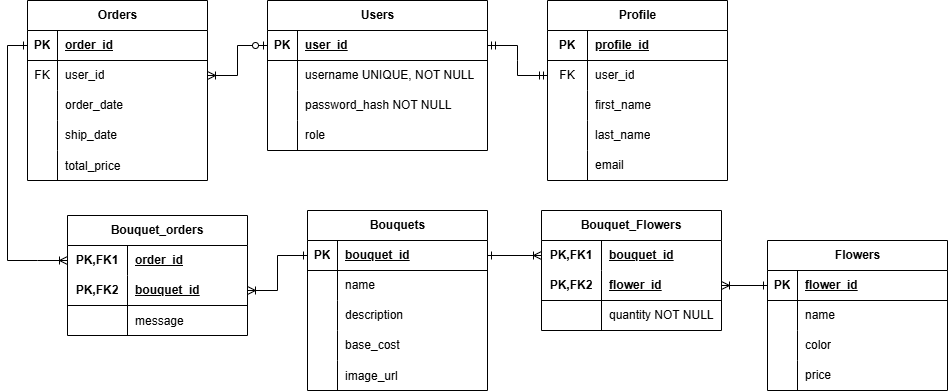 Orders
PK order_id
FK user_id
order_date
ship_date
total_price
Users
PK user_id
username UNIQUE, NOT NULL
password_hash NOT NULL
role
Profile
PK profile_id
FK user_id
first_name
last_name
email
Bouquet_orders
PK,FK1 order_id
PK,FK2 bouquet_id
message
Bouquets
PK bouquet_id
name
description
base_cost
image_url
Bouquet_Flowers
PK,FK1 bouquet_id
PK,FK2 flower_id
quantity NOT NULL
Flowers
PK flower_id
name
color
price